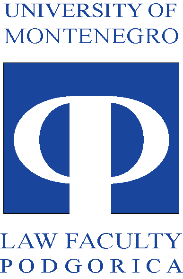 UNIVERSITY OF
MONTENEGRO
LAW FACULTY
PODGORICA